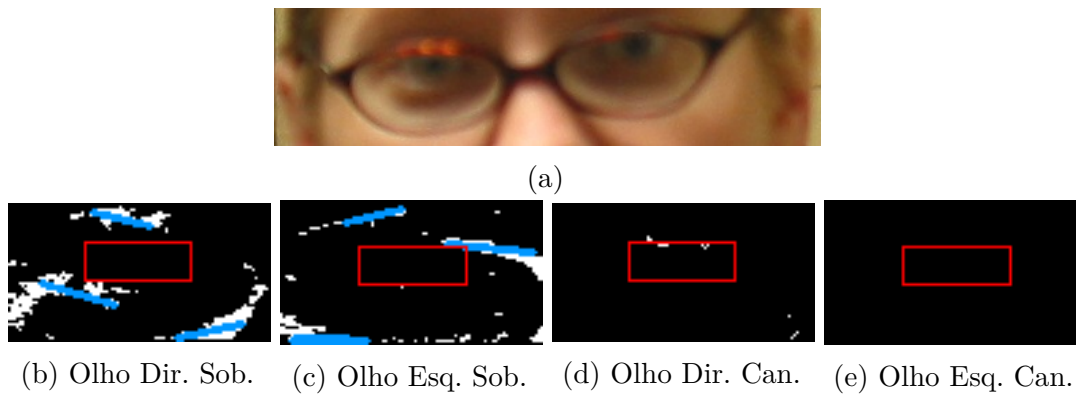 (a)
(b) Olho Dir. Sob.
(c) Olho Esq. Sob.
(d) Olho Dir. Can.
(e) Olho Esq. Can.